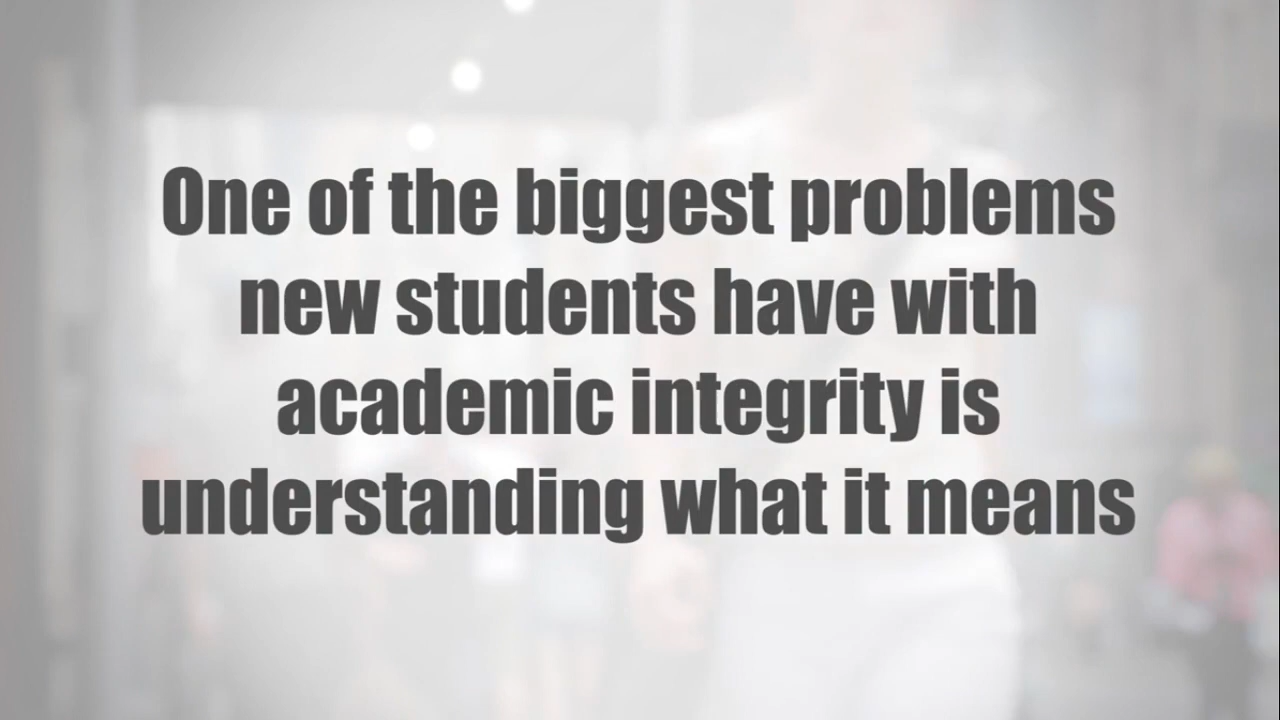 One of the biggest problems
new students have with
academic integrity is
understanding what it means